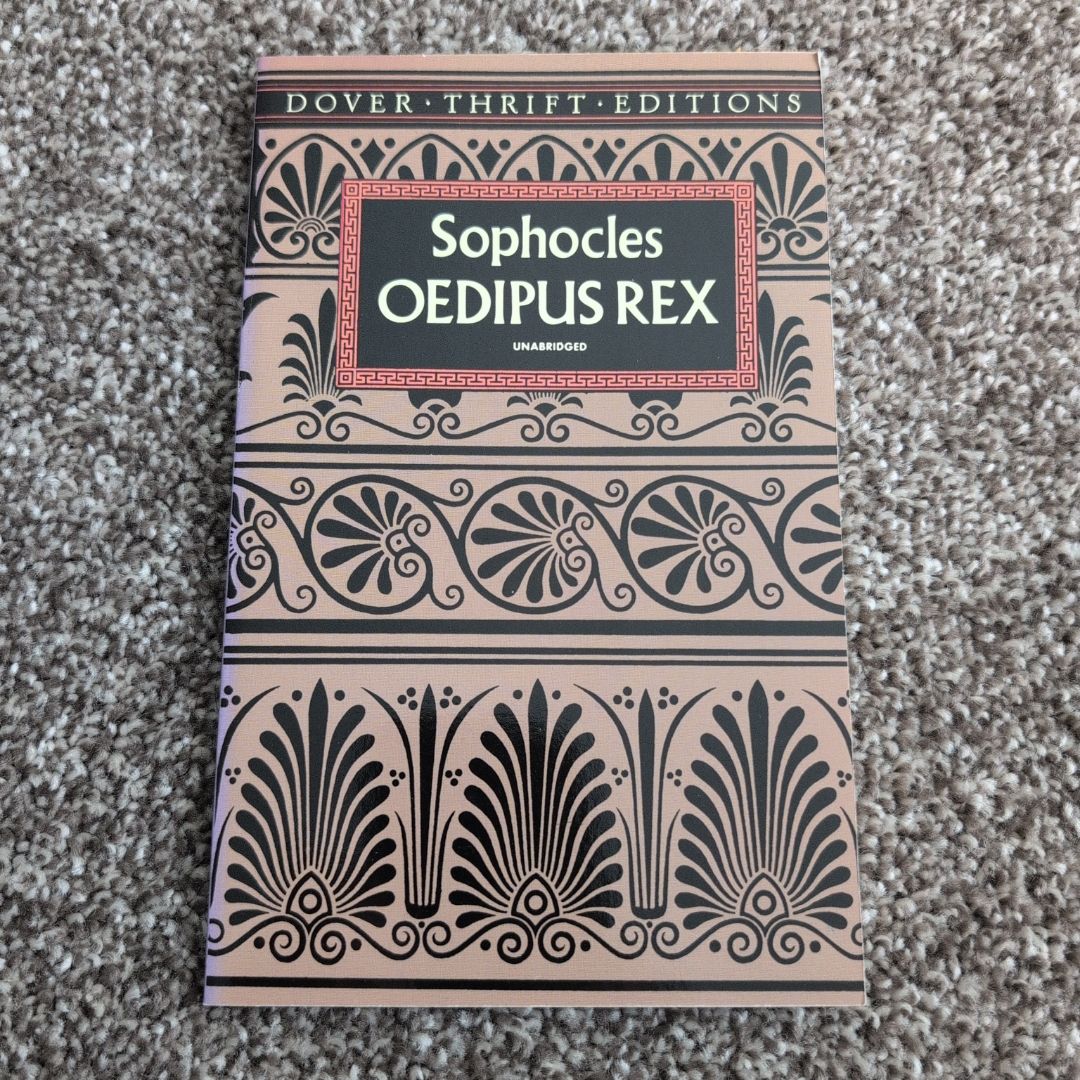 DOVER · THRIFT · EDITIONS
Sophocles
OEDIPUS REX
UNABRIDGED